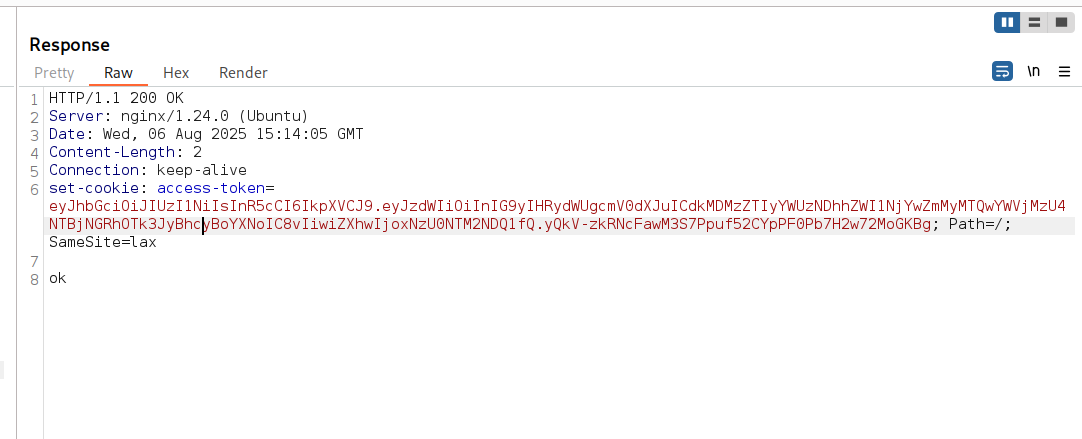 Response
Pretty Raw Hex Render \n
1 HTTP/1.1 200 OK
2 Server: nginx/1.24.0 (Ubuntu)
3 Date: Wed, 06 Aug 2025 15:14:05 GMT
4 Content-Length: 2
5 Connection: keep-alive
6 set-cookie: access-token=
eyJhbGciOiJIUzI1NiIsInR5cCI6IkpXVCJ9.eyJzdWIiOiInIG9yIHRydWUgcmV0dXJuICdkMDMzZTIyYWUzNDhhZWI1NjYwZmMyMTQwYWVjMzU4
NTBjNGRhOTk3JyBhcyBoYXNoIC8vIiwiZXhwIjoxNzU0NTM2NDQ1fQ.yQkV-zkRNcFawM3S7Ppuf52CYpPF0Pb7H2w72MoGKBg; Path=/;
SameSite=lax
7
8 ok